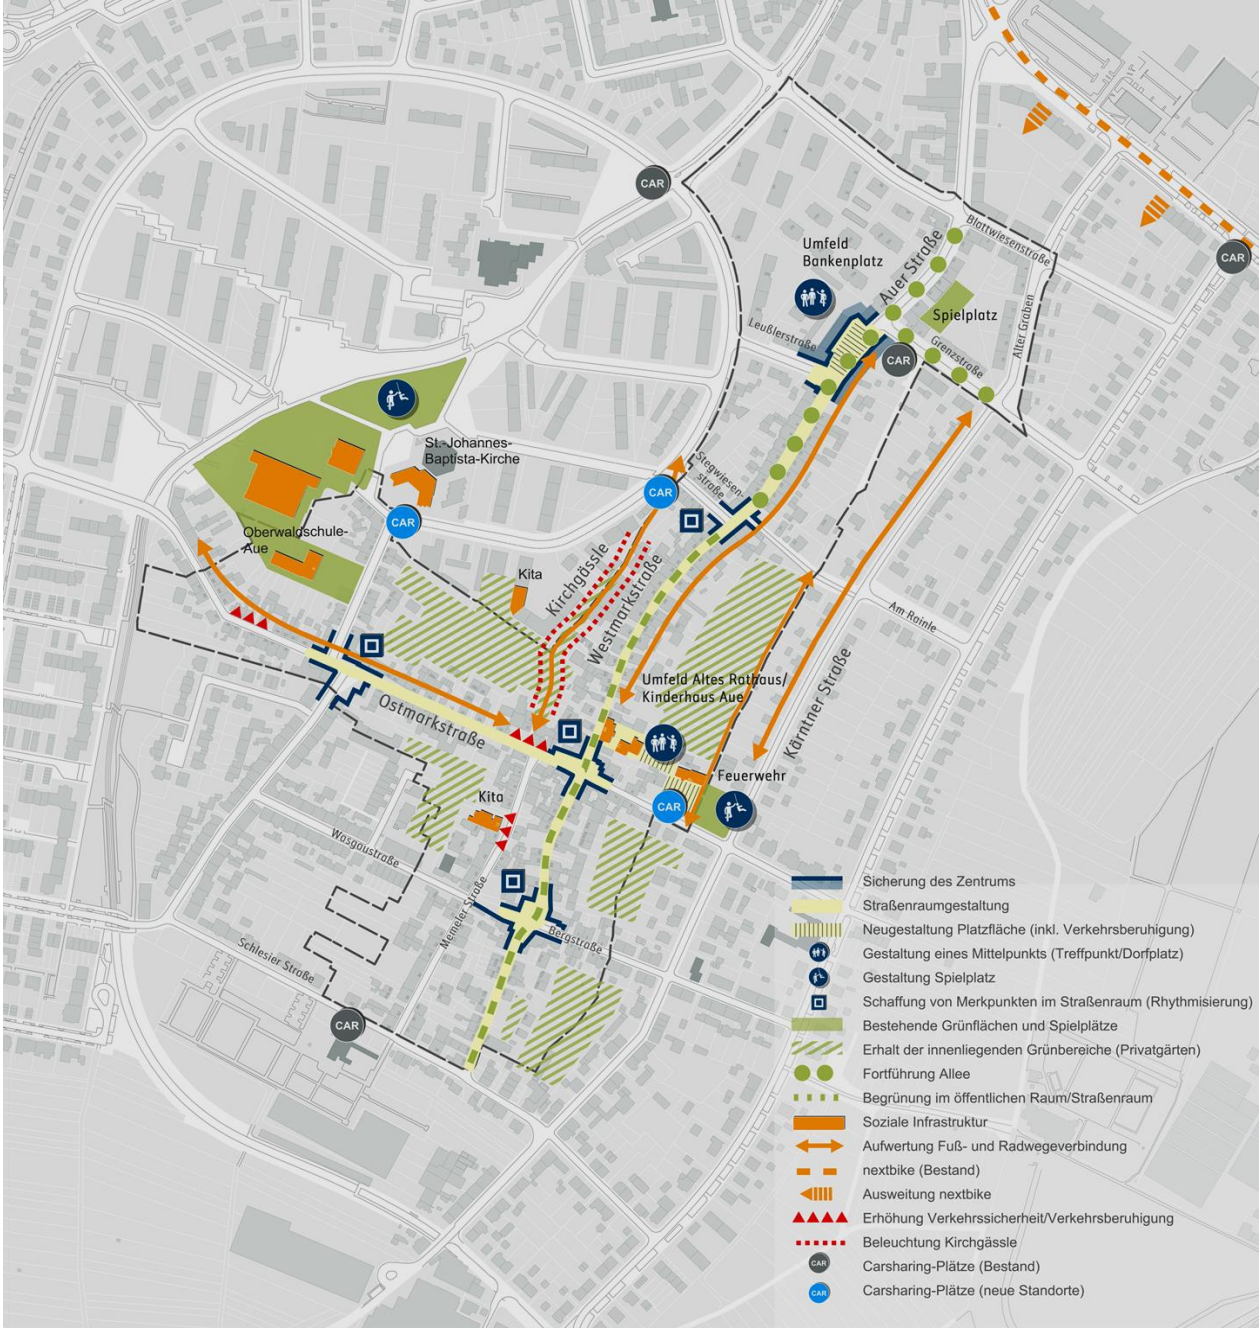 CAR
Umfeld
Bankenplatz
Auer Straße
Blattwiesenstraße
CAR
Leußlerstraße
Spielplatz
Alter Graben
Grenzstraße
CAR
St.-Johannes-
Baptista-Kirche
Stegwiesen-
straße
CAR
CAR
Oberwaldschule-
Aue
Kita
Kirchgässle
Westmarkstraße
Am Rainle
Umfeld Altes Rathaus/
Kinderhaus Aue
Kärntner Straße
Ostmarkstraße
Feuerwehr
CAR
Kita
Wasgaustraße
Memeler Straße
Bergstraße
Schlesier Straße
CAR
Sicherung des Zentrums
Straßenraumgestaltung
Neugestaltung Platzfläche (inkl. Verkehrsberuhigung)
Gestaltung eines Mittelpunkts (Treffpunkt/Dorfplatz)
Gestaltung Spielplatz
Schaffung von Merkpunkten im Straßenraum (Rhythmisierung)
Bestehende Grünflächen und Spielplätze
Erhalt der innenliegenden Grünbereiche (Privatgärten)
Fortführung Allee
Begrünung im öffentlichen Raum/Straßenraum
Soziale Infrastruktur
Aufwertung Fuß- und Radwegeverbindung
nextbike (Bestand)
Ausweitung nextbike
Erhöhung Verkehrssicherheit/Verkehrsberuhigung
Beleuchtung Kirchgässle
CAR Carsharing-Plätze (Bestand)
CAR Carsharing-Plätze (neue Standorte)